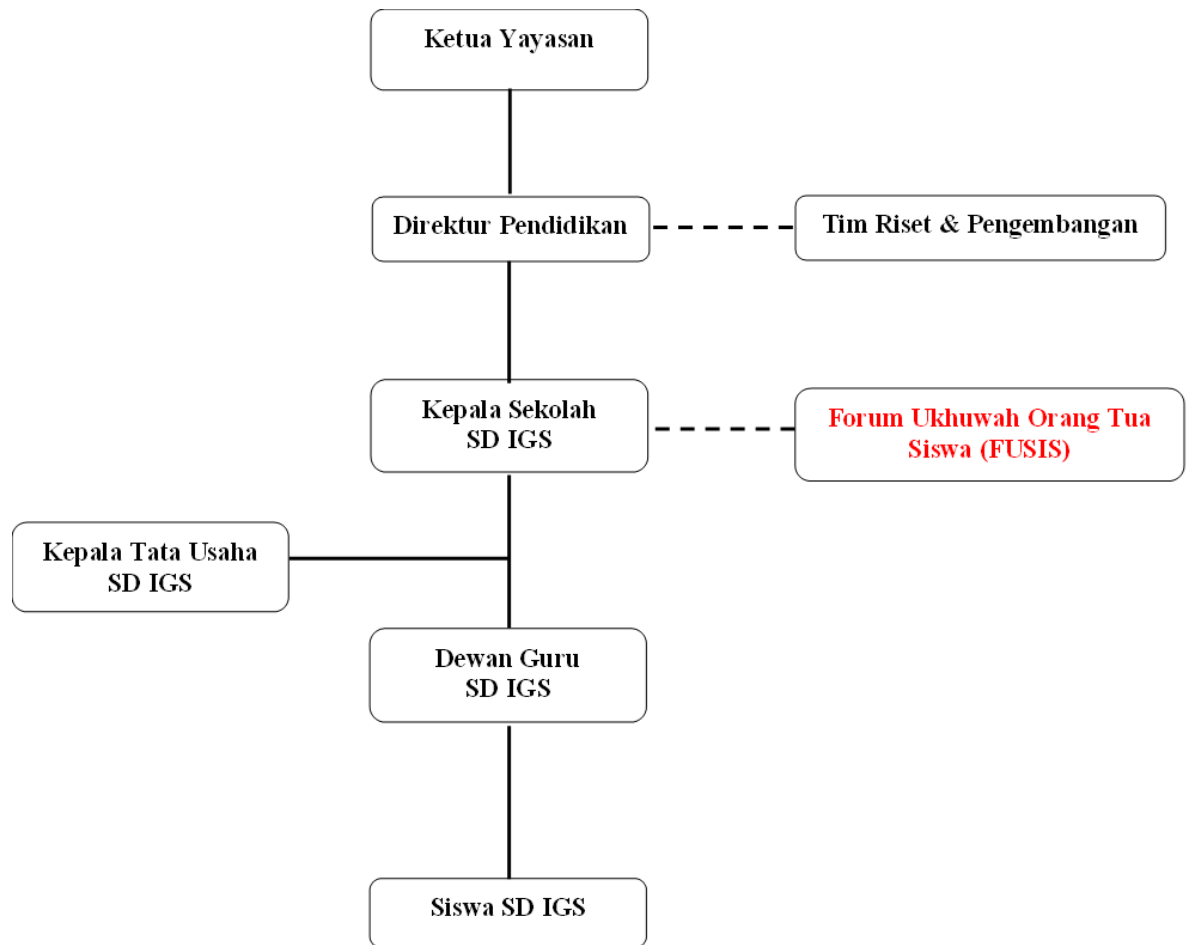 Ketua Yayasan
Direktur Pendidikan
Tim Riset & Pengembangan
Kepala Sekolah
SD IGS
Forum Ukhuwah Orang Tua
Siswa (FUSIS)
Kepala Tata Usaha
SD IGS
Dewan Guru
SD IGS
Siswa SD IGS